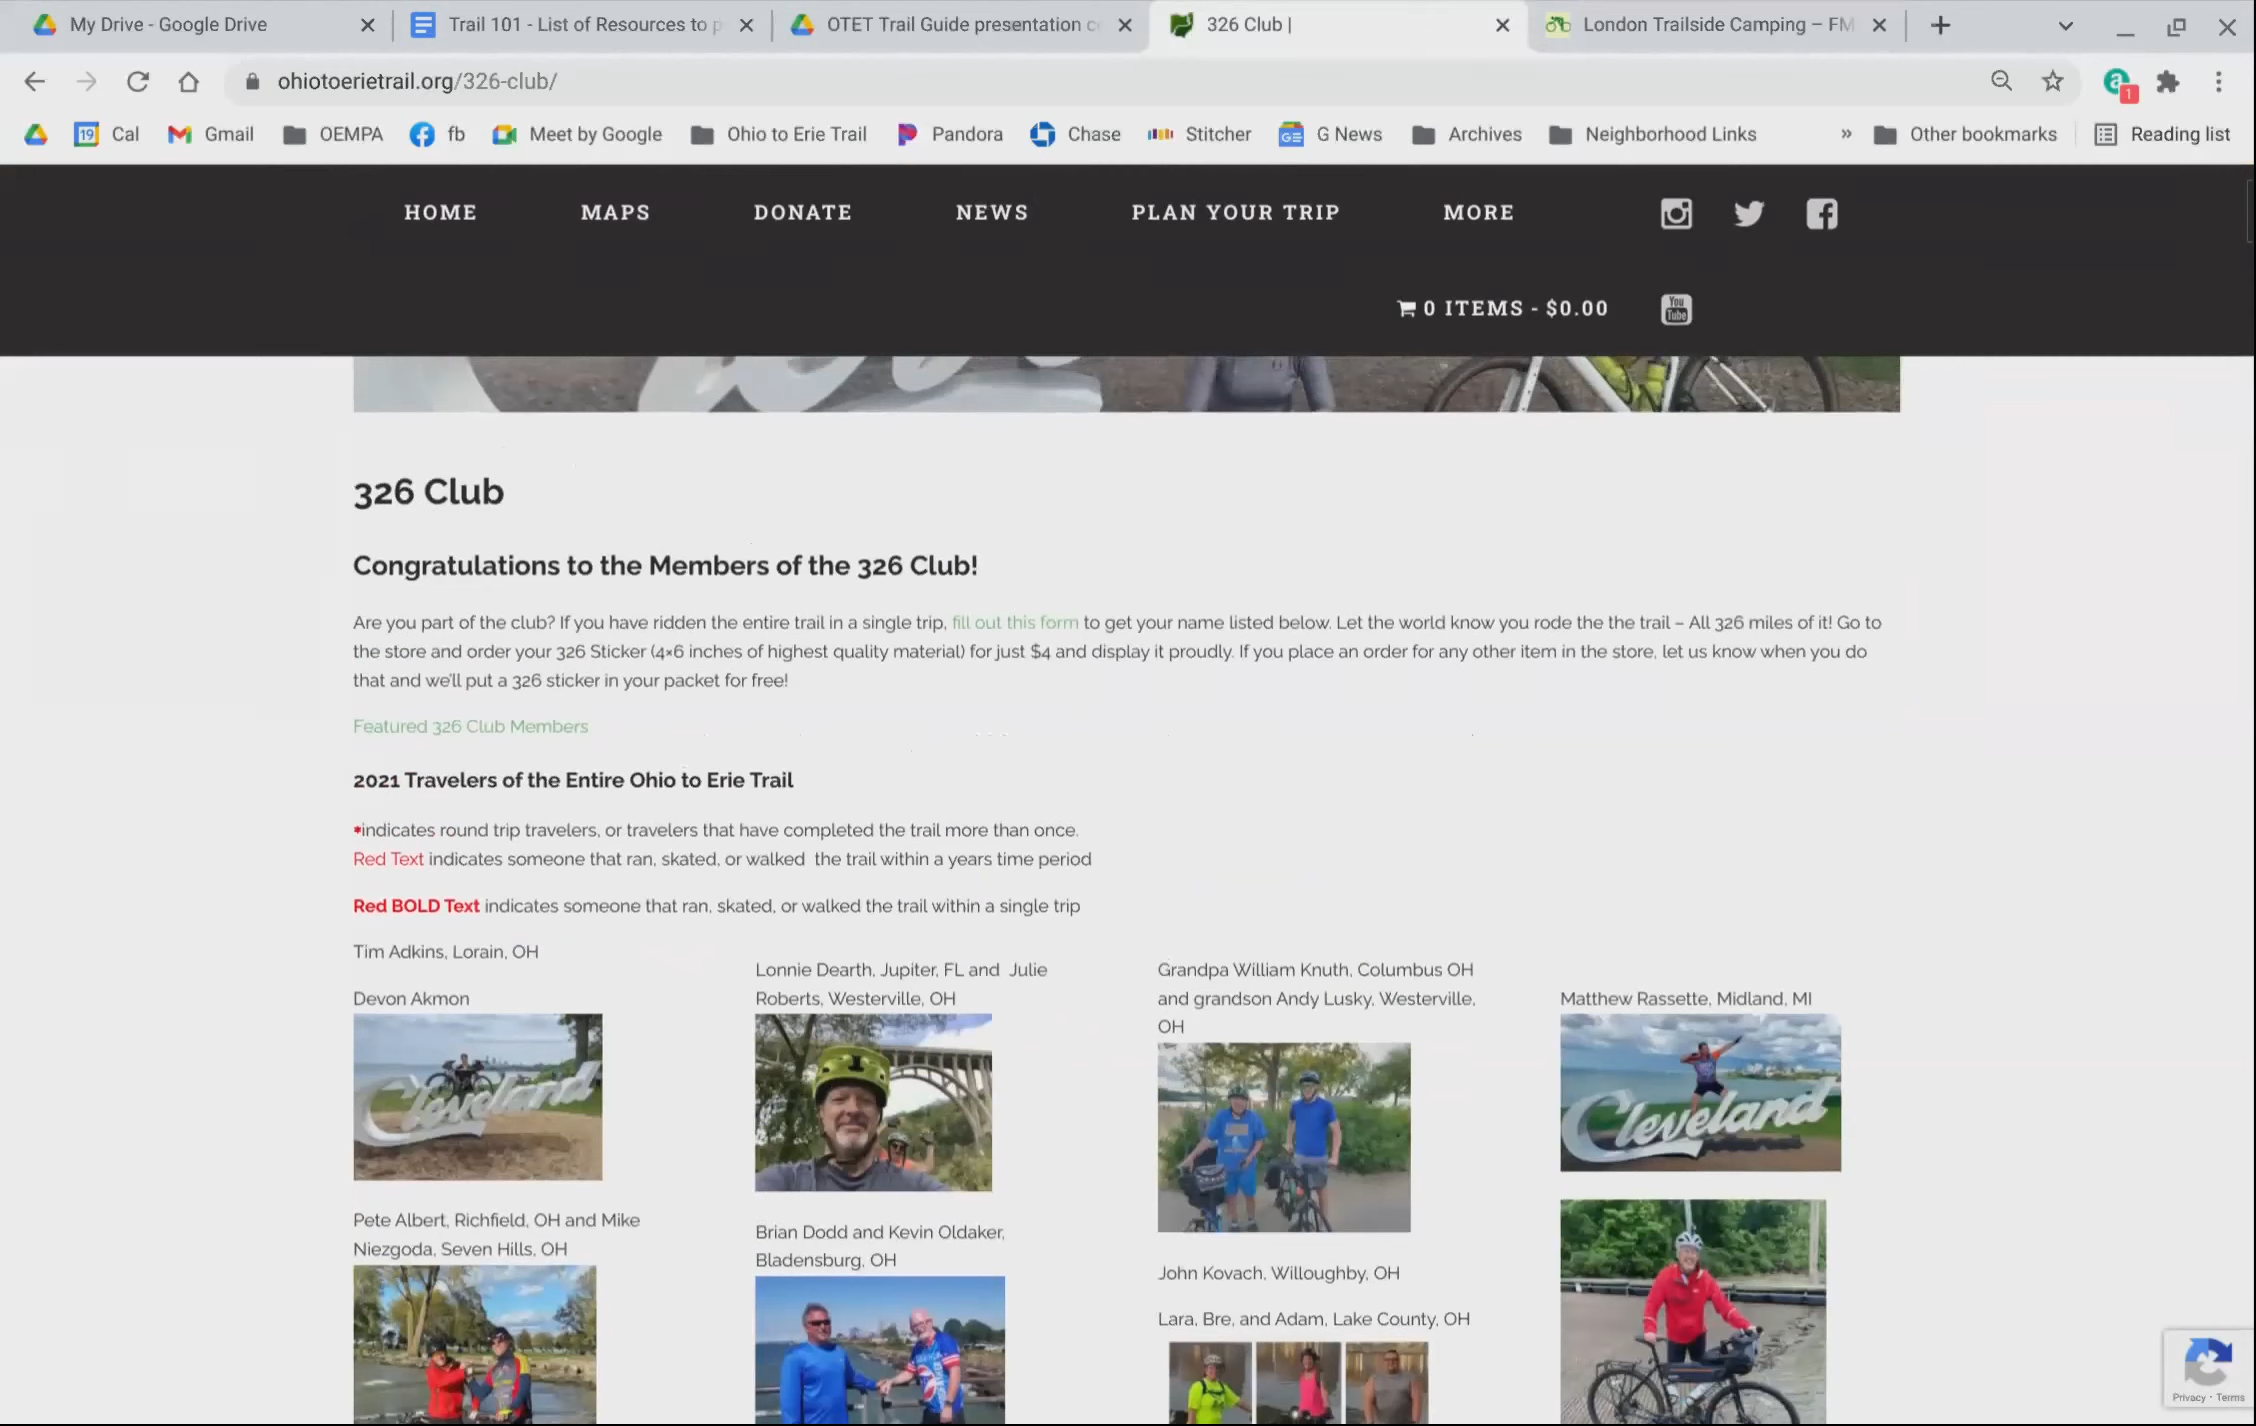 My Drive - Google Drive
Trail 101 - List of Resources to p
OTET Trail Guide presentation c
326 Club |
London Trailside Camping – FM
ohiotoerietrail.org/326-club/
1
19 Cal
Gmail
OEMPA
fb
Meet by Google
Ohio to Erie Trail
Pandora
Chase
Stitcher
GE G News
Archives
Neighborhood Links
»
Other bookmarks
Reading list
HOME
MAPS
DONATE
NEWS
PLAN YOUR TRIP
MORE
0 ITEMS - $0.00
You Tube
326 Club
Congratulations to the Members of the 326 Club!
Are you part of the club? If you have ridden the entire trail in a single trip, fill out this form to get your name listed below. Let the world know you rode the the trail – All 326 miles of it! Go to
the store and order your 326 Sticker (4×6 inches of highest quality material) for just $4 and display it proudly. If you place an order for any other item in the store, let us know when you do
that and we'll put a 326 sticker in your packet for free!
Featured 326 Club Members
2021 Travelers of the Entire Ohio to Erie Trail
*indicates round trip travelers, or travelers that have completed the trail more than once.
Red Text indicates someone that ran, skated, or walked the trail within a years time period
Red BOLD Text indicates someone that ran, skated, or walked the trail within a single trip
Tim Adkins, Lorain, OH
Devon Akmon
Cleveland
Pete Albert, Richfield, OH and Mike
Niezgoda, Seven Hills, OH
Lonnie Dearth, Jupiter, FL and Julie
Roberts, Westerville, OH
Brian Dodd and Kevin Oldaker,
Bladensburg, OH
Grandpa William Knuth, Columbus OH
and grandson Andy Lusky, Westerville,
OH
John Kovach, Willoughby, OH
Lara, Bre, and Adam, Lake County, OH
Matthew Rassette, Midland, MI
Cleveland
Privacy - Terms